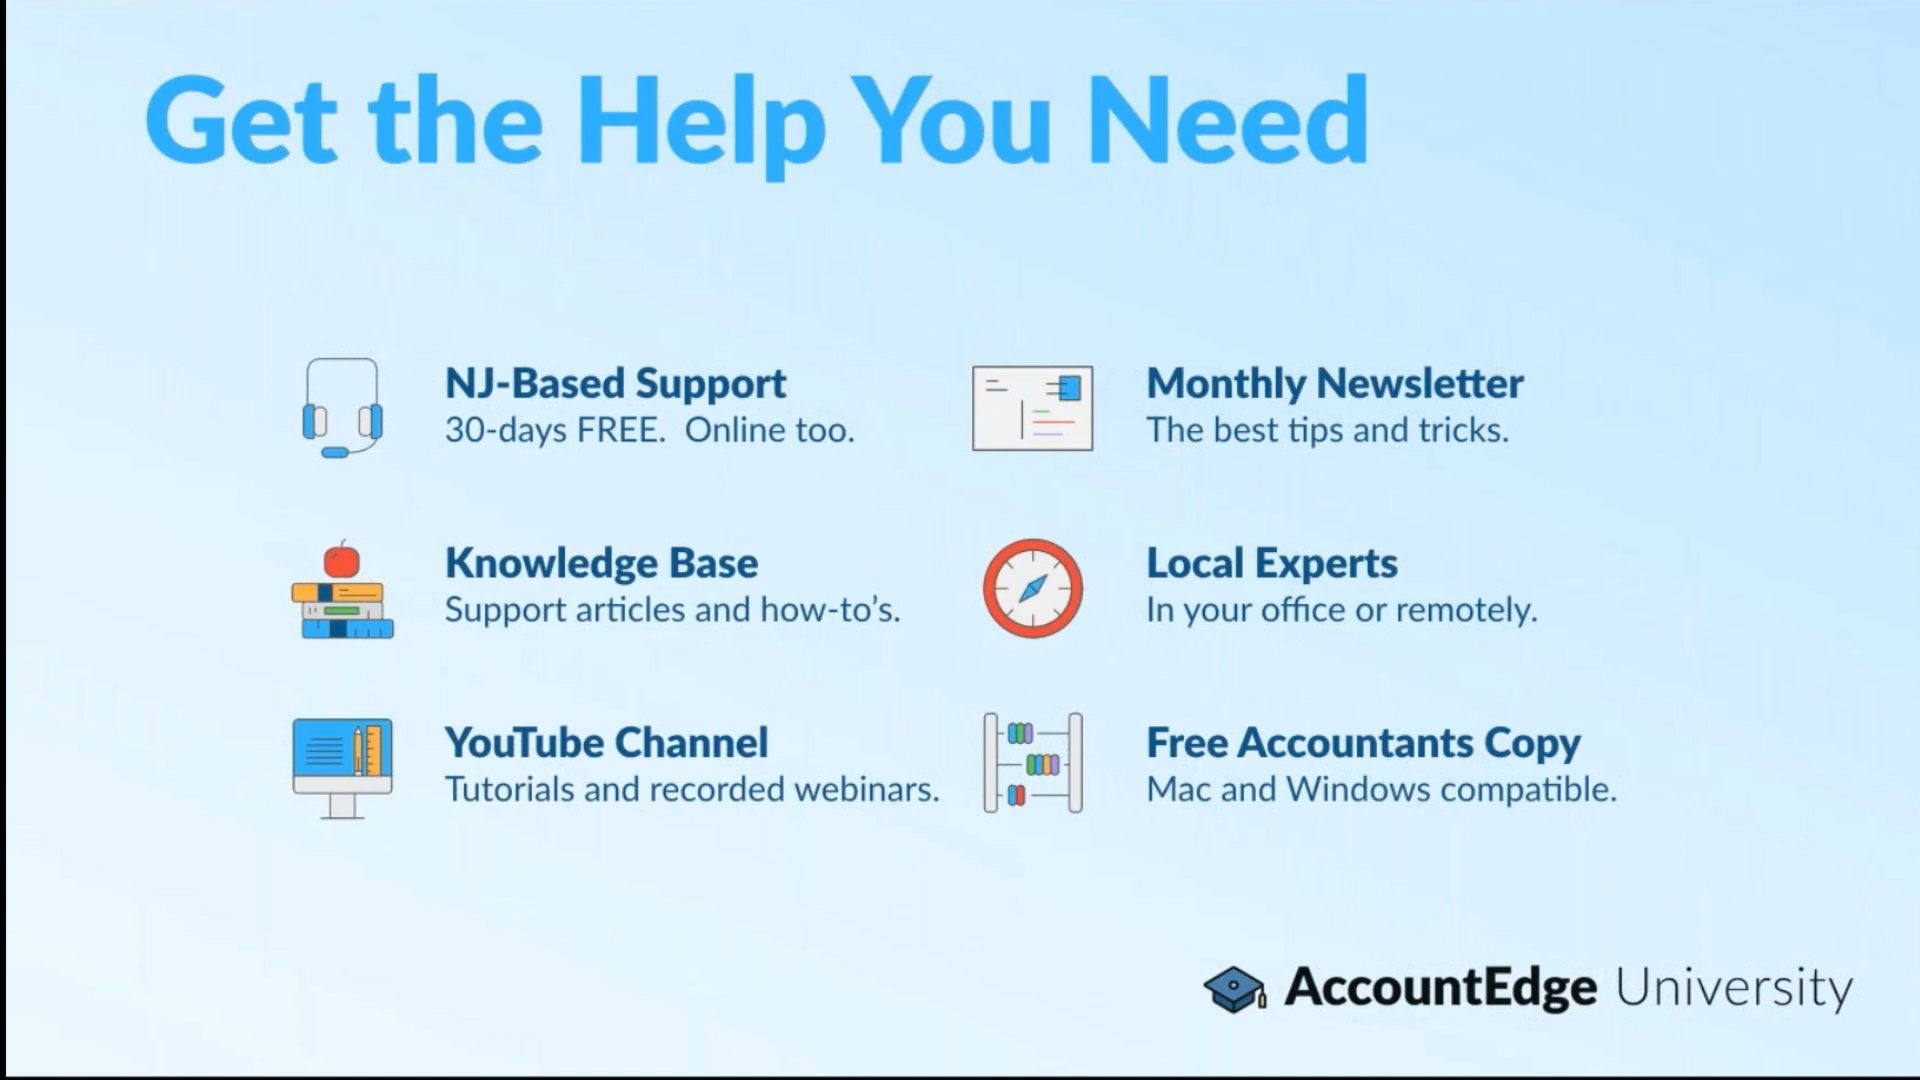 Get the Help You Need
NJ-Based Support
30-days FREE.  Online too.
Monthly Newsletter
The best tips and tricks.
Knowledge Base
Support articles and how-to’s.
Local Experts
In your office or remotely.
YouTube Channel
Tutorials and recorded webinars.
Free Accountants Copy
Mac and Windows compatible.
AccountEdge University